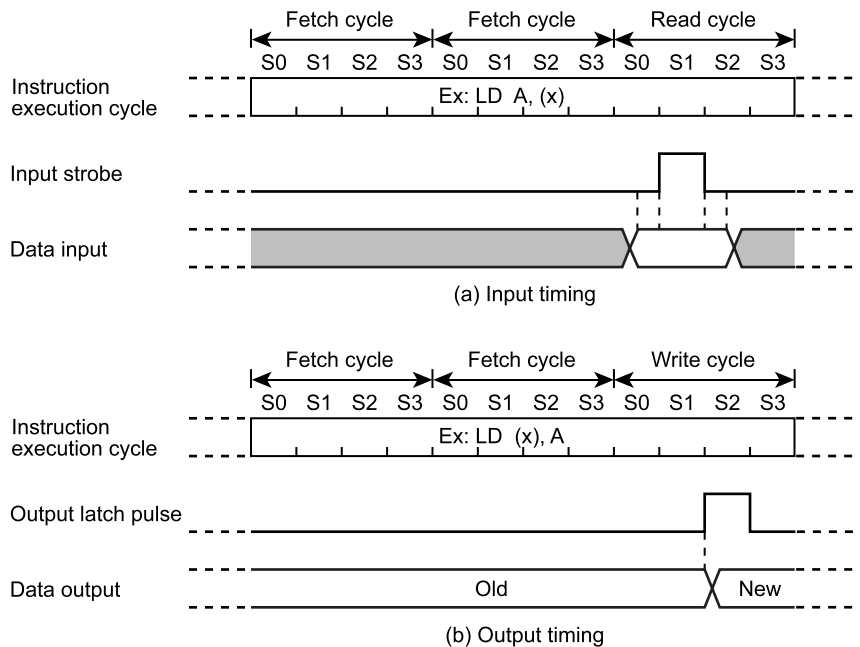 Fetch cycle Fetch cycle Read cycle
S0 S1 S2 S3 S0 S1 S2 S3 S0 S1 S2 S3
Instruction
execution cycle
Ex: LD A, (x)
Input strobe
Data input
(a) Input timing
Fetch cycle Fetch cycle Write cycle
S0 S1 S2 S3 S0 S1 S2 S3 S0 S1 S2 S3
Instruction
execution cycle
Ex: LD (x), A
Output latch pulse
Data output
Old New
(b) Output timing